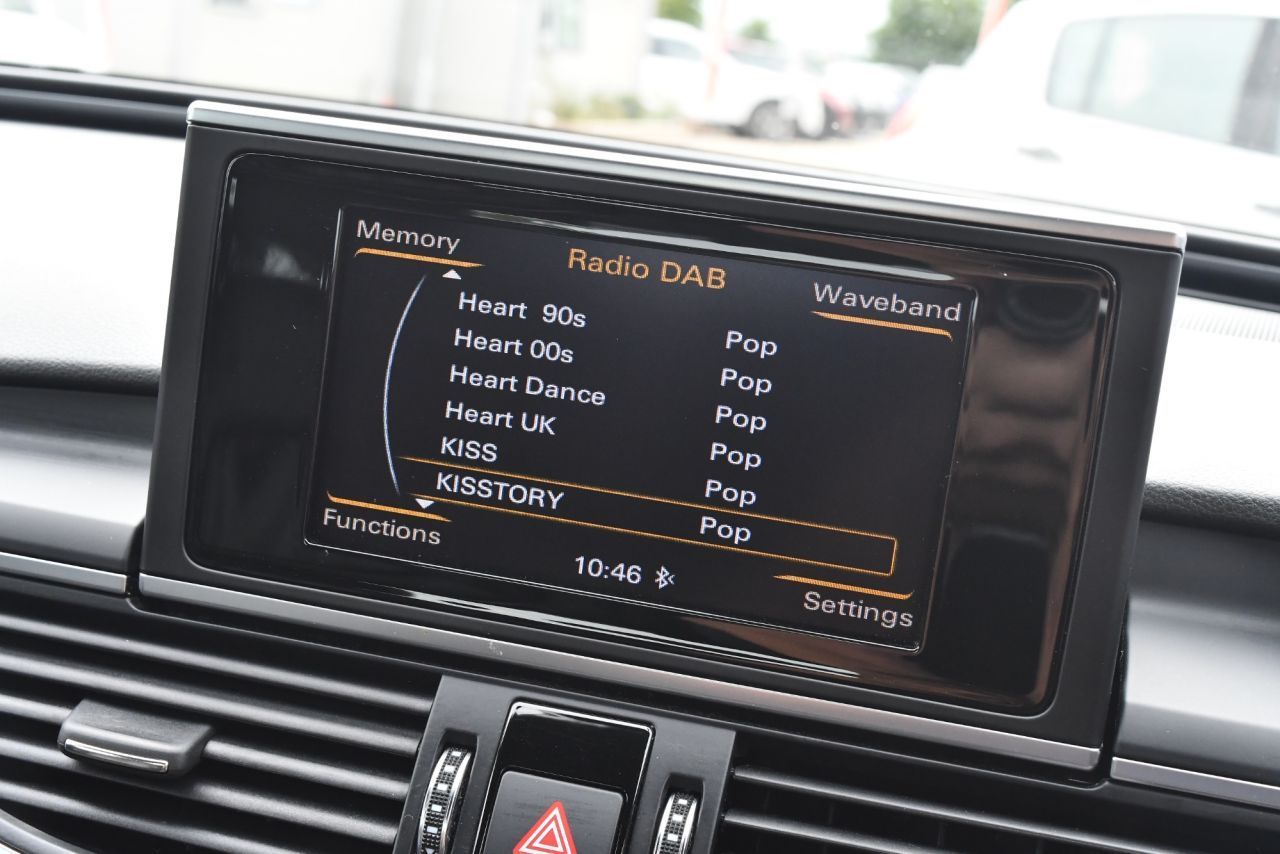 Memory
Radio DAB
Waveband
Heart 90s Pop
Heart 00s Pop
Heart Dance Pop
Heart UK Pop
KISS Pop
KISSTORY Pop
Functions
10:46
Settings